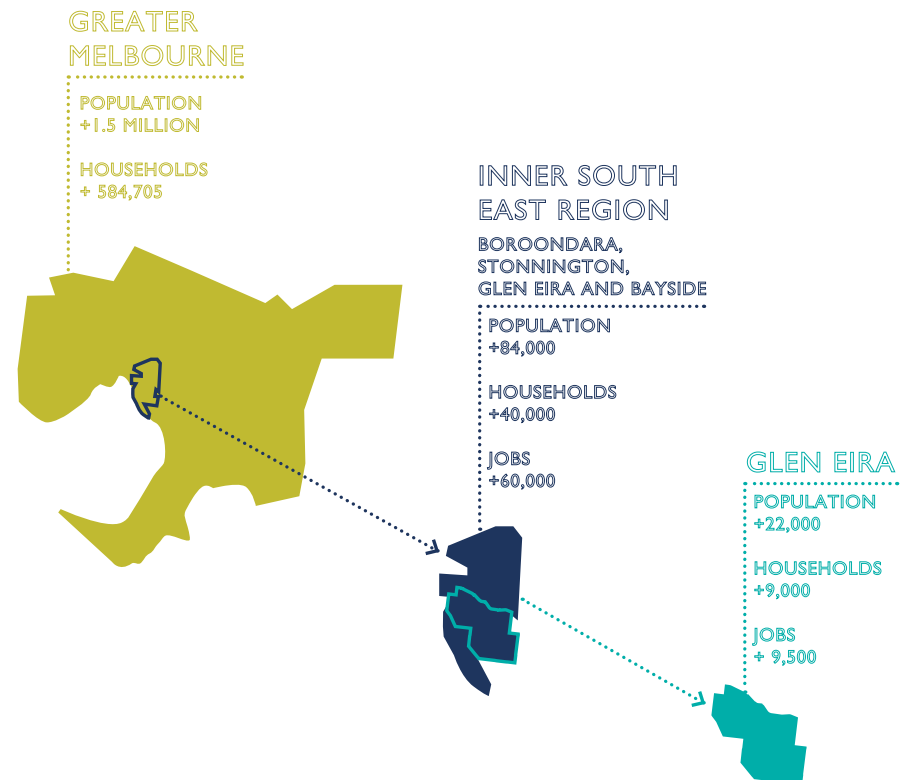 GREATER
MELBOURNE
POPULATION
+1.5 MILLION
HOUSEHOLDS
+ 584,705
INNER SOUTH
EAST REGION
BOROONDARA,
STONNINGTON,
GLEN EIRA AND BAYSIDE
POPULATION
+84,000
HOUSEHOLDS
+40,000
JOBS
+60,000
GLEN EIRA
POPULATION
+22,000
HOUSEHOLDS
+9,000
JOBS
+ 9,500